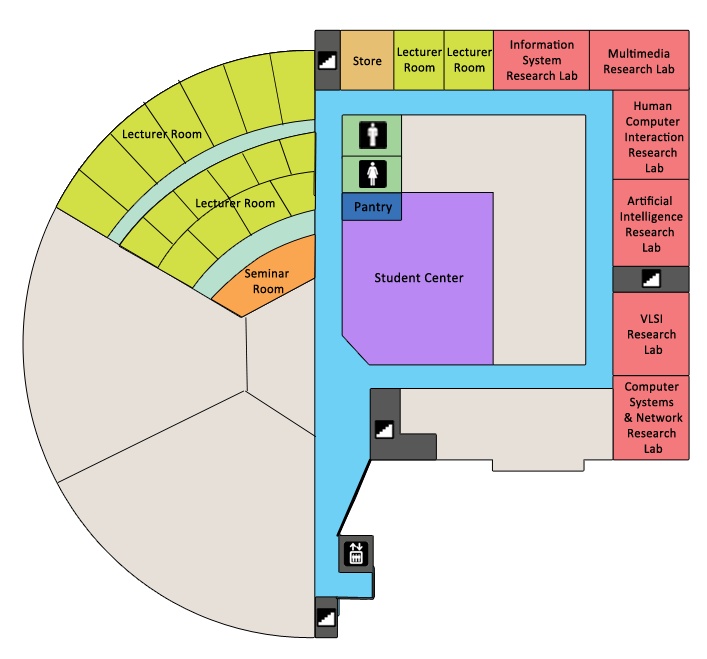 Store
Lecturer
Room
Lecturer
Room
Information
System
Research Lab
Multimedia
Research Lab
Human
Computer
Interaction
Research
Lab
Lecturer Room
Lecturer Room
Artificial
Intelligence
Research
Lab
Pantry
Seminar
Room
Student Center
VLSI
Research
Lab
Computer
Systems
& Network
Research
Lab